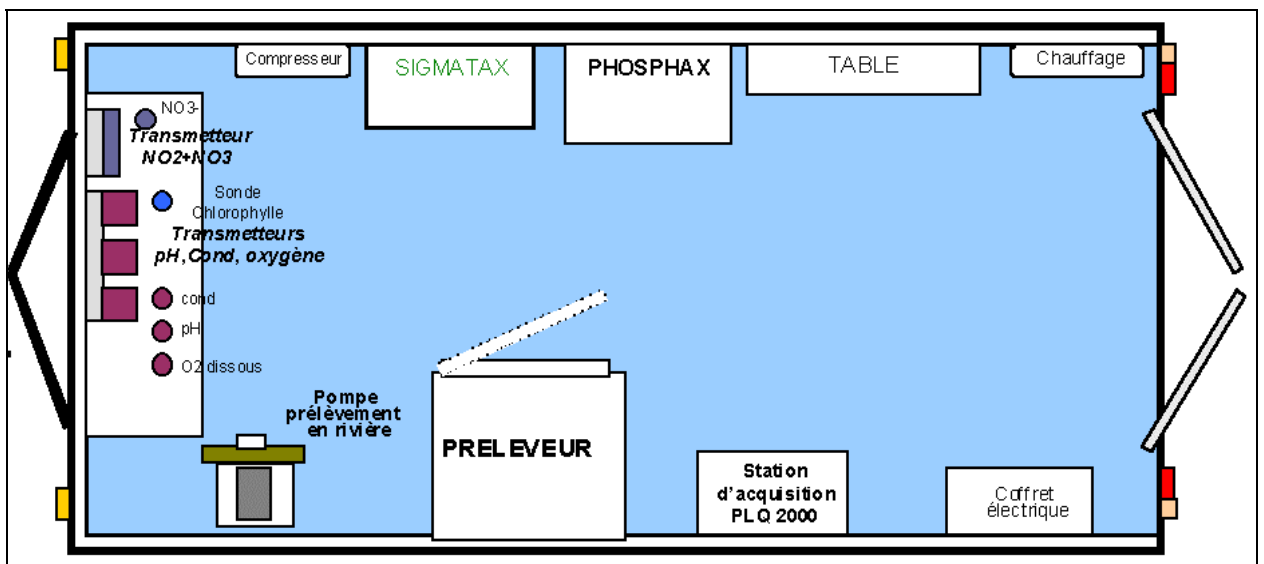 Compresseur
SIGMATAX
PHOSPHAX
TABLE
Chauffage
NO3-
Transmetteur
NO2+NO3
Sonde
Chlorophylle
Transmetteurs
pH,Cond, oxygène
cond
pH
O2 dissous
Pompe
prélèvement
en rivière
PRELEVEUR
Station
d'acquisition
PLQ 2000
Coffret
électrique